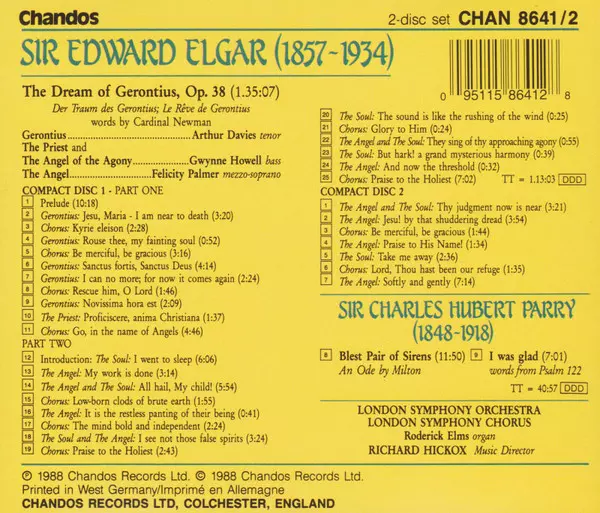 Chandos
2-disc set CHAN 8641/2
SIR EDWARD ELGAR (1857-1934)
The Dream of Gerontius, Op. 38 (1.35:07)
Der Traum des Gerontius; Le Rêve de Gerontius
words by Cardinal Newman
Gerontius..............................Arthur Davies tenor
The Priest and
The Angel of the Agony....................Gwynne Howell bass
The Angel....................Felicity Palmer mezzo-soprano
COMPACT DISC 1 - PART ONE
1 Prelude (10:18)
2 Gerontius: Jesu, Maria - I am near to death (3:20)
3 Chorus: Kyrie eleison (2:28)
4 Gerontius: Rouse thee, my fainting soul (0:52)
5 Chorus: Be merciful, be gracious (3:16)
6 Gerontius: Sanctus fortis, Sanctus Deus (4:14)
7 Gerontius: I can no more; for now it comes again (2:24)
8 Chorus: Rescue him, O Lord (1:46)
9 Gerontius: Novissima hora est (2:09)
10 The Priest: Proficiscere, anima Christiana (1:37)
11 Chorus: Go, in the name of Angels (4:46)
PART TWO
12 Introduction: The Soul: I went to sleep (6:06)
13 The Angel: My work is done (3:14)
14 The Angel and The Soul: All hail, My child! (5:54)
15 Chorus: Low-born clods of brute earth (1:55)
16 The Angel: It is the restless panting of their being (0:41)
17 Chorus: The mind bold and independent (2:24)
18 The Soul and The Angel: I see not those false spirits (3:24)
19 Chorus: Praise to the Holiest (2:43)
0 95115 86412 8
20 The Soul: The sound is like the rushing of the wind (0:25)
21 Chorus: Glory to Him (0:24)
22 The Angel and The Soul: They sing of thy approaching agony (0:55)
23 The Soul: But hark! a grand mysterious harmony (0:39)
24 The Angel: And now the threshold (0:32)
25 Chorus: Praise to the Holiest (7:02) TT = 1.13:03 DDD
COMPACT DISC 2
1 The Angel and The Soul: Thy judgment now is near (3:21)
2 The Angel: Jesu! by that shuddering dread (3:54)
3 Chorus: Be merciful, be gracious (1:44)
4 The Angel: Praise to His Name! (1:34)
5 The Soul: Take me away (2:36)
6 Chorus: Lord, Thou hast been our refuge (1:35)
7 The Angel: Softly and gently (7:14)
SIR CHARLES HUBERT PARRY
(1848-1918)
8 Blest Pair of Sirens (11:50) 9 I was glad (7:01)
An Ode by Milton words from Psalm 122
TT = 40:57 DDD
LONDON SYMPHONY ORCHESTRA
LONDON SYMPHONY CHORUS
Roderick Elms organ
RICHARD HICKOX Music Director
℗ 1988 Chandos Records Ltd. © 1988 Chandos Records Ltd.
Printed in West Germany/Imprimé en Allemagne
CHANDOS RECORDS LTD, COLCHESTER, ENGLAND